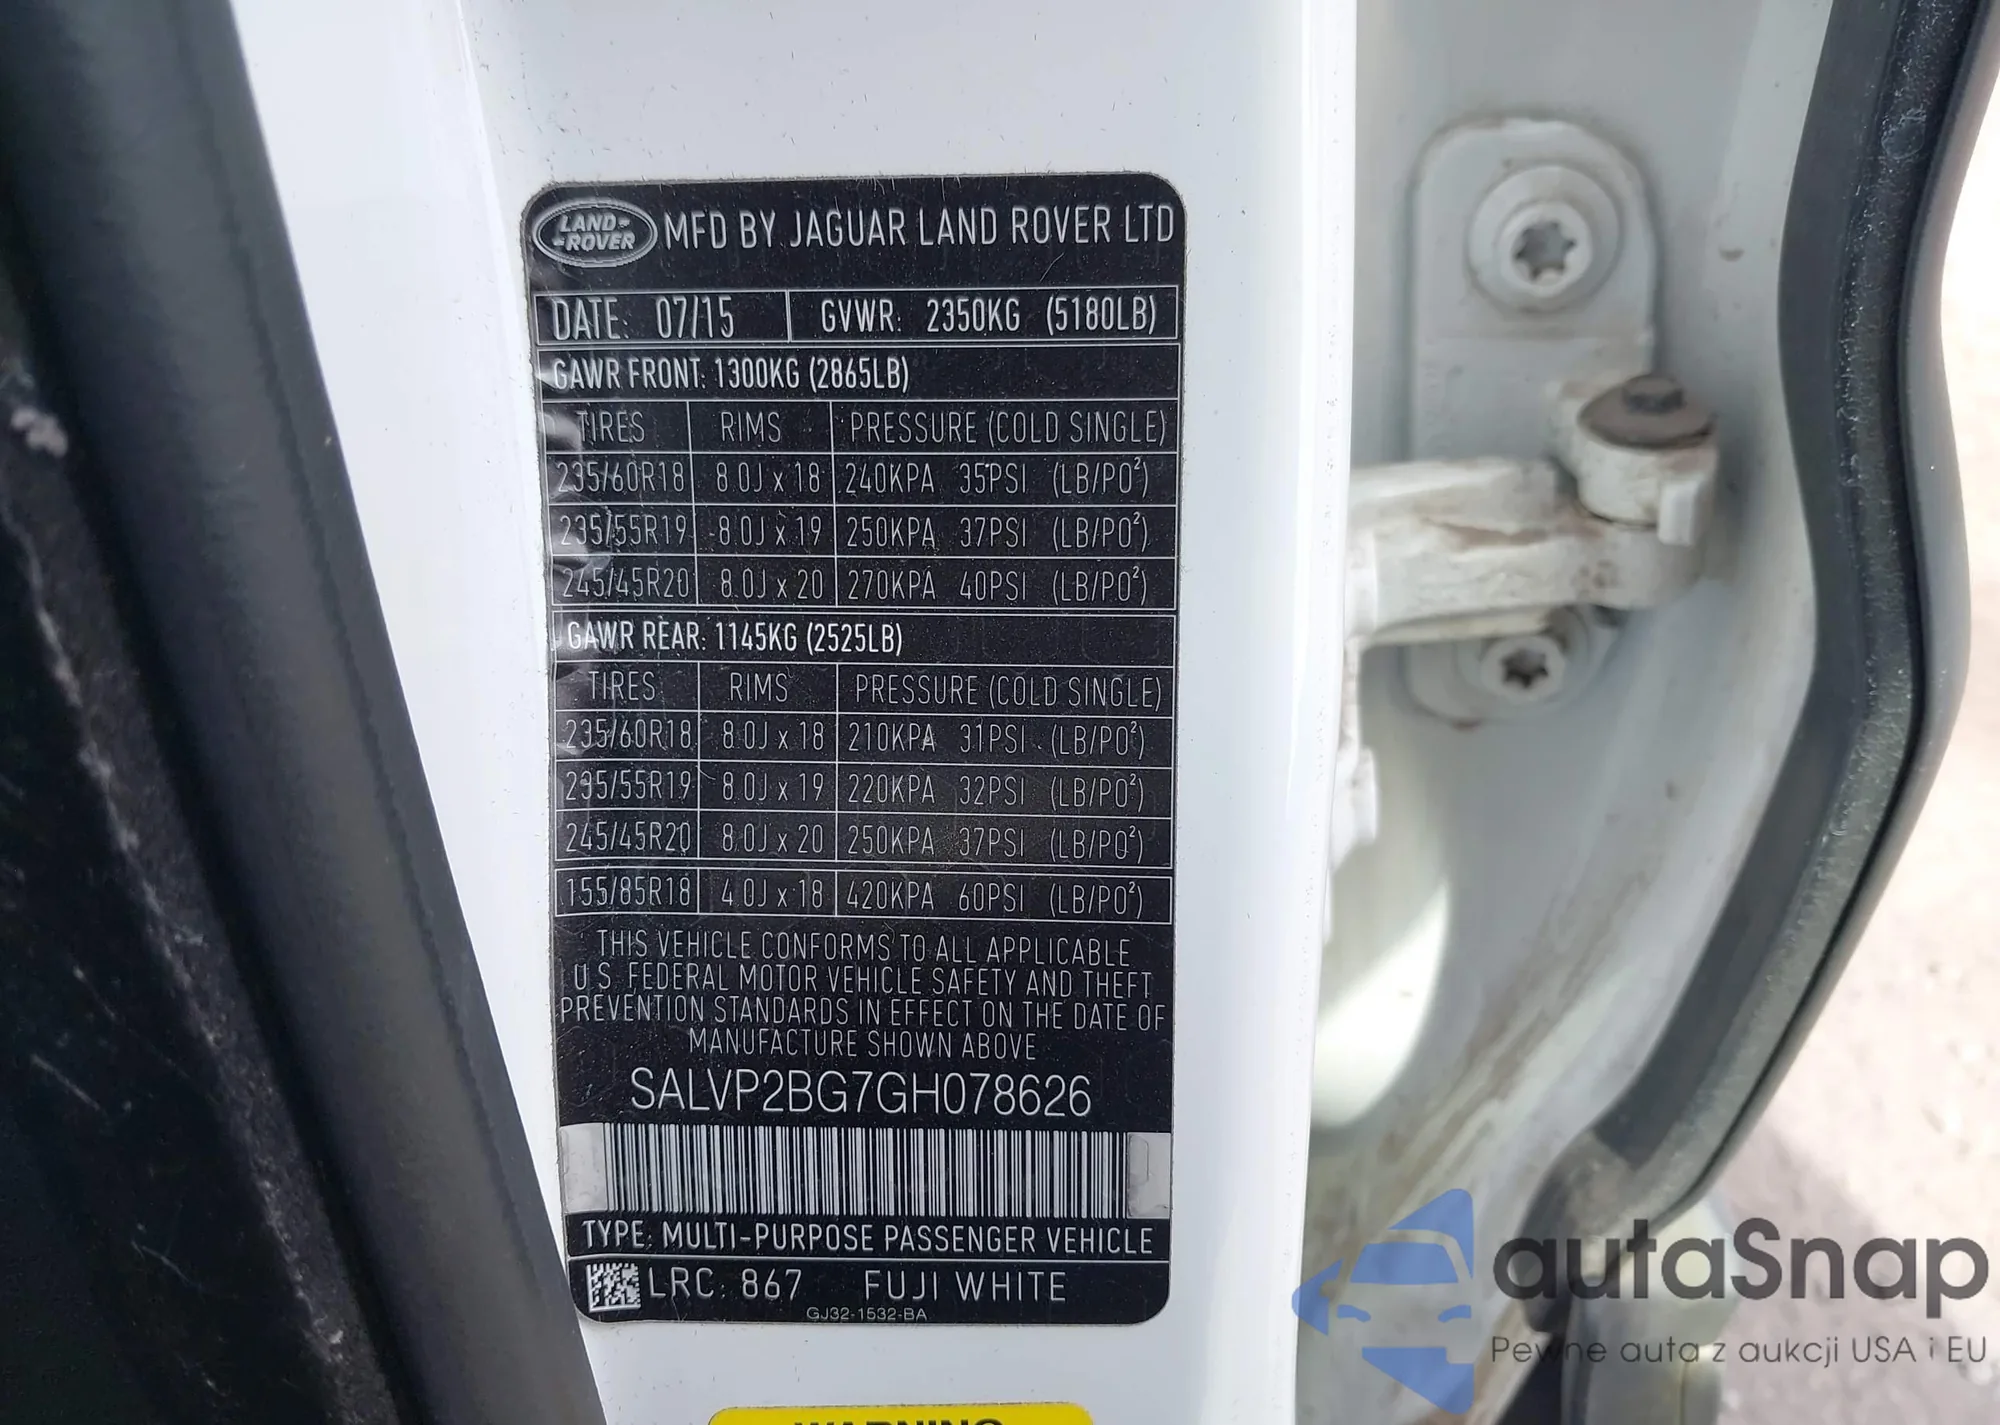 LAND-
-ROVER
MFD BY JAGUAR LAND ROVER LTD
DATE: 07/15 GVWR: 2350KG (5180LB)
GAWR FRONT: 1300KG (2865LB)
TIRES RIMS PRESSURE (COLD SINGLE)
235/60R18 8.0J x 18 240KPA 35PSI (LB/PO²)
235/55R19 8.0J x 19 250KPA 37PSI (LB/PO²)
245/45R20 8.0J x 20 270KPA 40PSI (LB/PO²)
GAWR REAR: 1145KG (2525LB)
TIRES RIMS PRESSURE (COLD SINGLE)
235/60R18 8.0J x 18 210KPA 31PSI (LB/PO²)
235/55R19 8.0J x 19 220KPA 32PSI (LB/PO²)
245/45R20 8.0J x 20 250KPA 37PSI (LB/PO²)
155/85R18 4.0J x 18 420KPA 60PSI (LB/PO²)
THIS VEHICLE CONFORMS TO ALL APPLICABLE
U.S. FEDERAL MOTOR VEHICLE SAFETY AND THEFT
PREVENTION STANDARDS IN EFFECT ON THE DATE OF
MANUFACTURE SHOWN ABOVE
SALVP2BG7GH078626
TYPE: MULTI-PURPOSE PASSENGER VEHICLE
LRC: 867 FUJI WHITE
GJ32-1532-BA
WARNING
autaSnap
Pewne auta z aukcji USA i EU